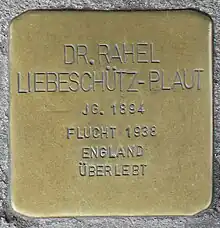 DR. RAHEL
LIEBESCHÜTZ-PLAUT
JG. 1894
FLUCHT 1938
ENGLAND
ÜBERLEBT